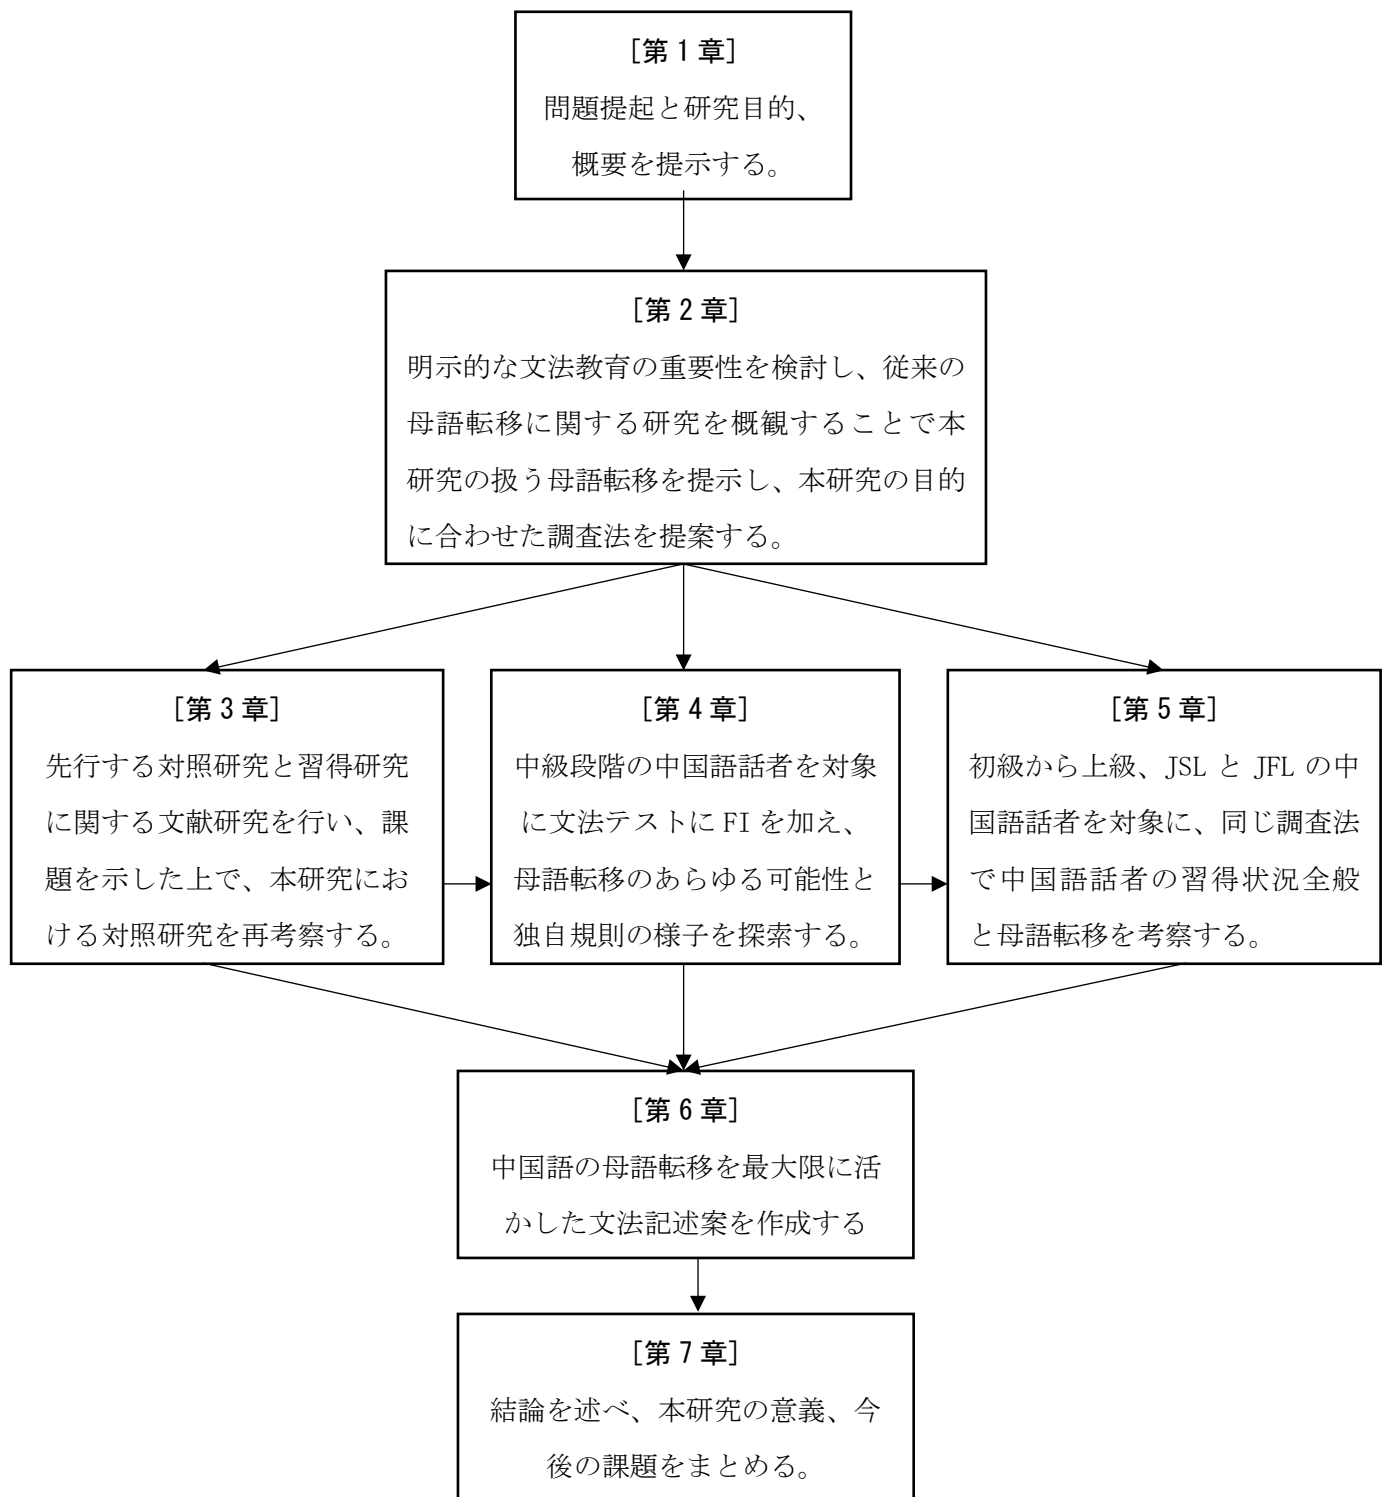 [第1章]
問題提起と研究目的、
概要を提示する。
[第2章]
明示的な文法教育の重要性を検討し、従来の
母語転移に関する研究を概観することで本
研究の扱う母語転移を提示し、本研究の目的
に合わせた調査法を提案する。
[第3章]
先行する対照研究と習得研究
に関する文献研究を行い、課
題を示した上で、本研究にお
ける対照研究を再考察する。
[第4章]
中級段階の中国語話者を対象
に文法テストに FI を加え、
母語転移のあらゆる可能性と
独自規則の様子を探索する。
[第5章]
初級から上級、JSL と JFL の中
国語話者を対象に、同じ調査法
で中国語話者の習得状況全般
と母語転移を考察する。
[第6章]
中国語の母語転移を最大限に活
かした文法記述案を作成する
[第7章]
結論を述べ、本研究の意義、今
後の課題をまとめる。